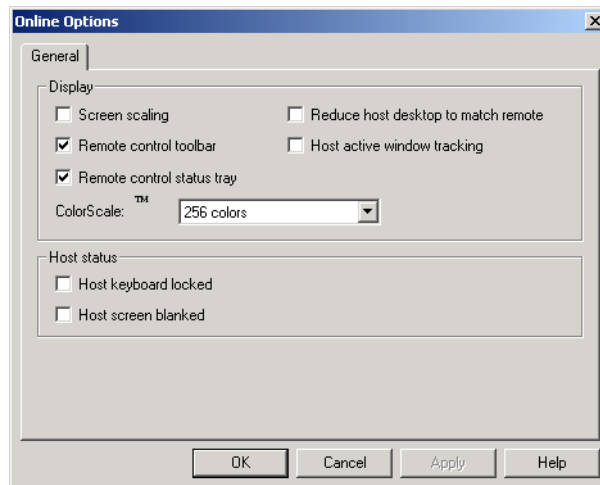 Online Options
General
Display
Screen scaling
Reduce host desktop to match remote
Remote control toolbar
Host active window tracking
Remote control status tray
ColorScale: ™
256 colors
Host status
Host keyboard locked
Host screen blanked
OK
Cancel
Apply
Help